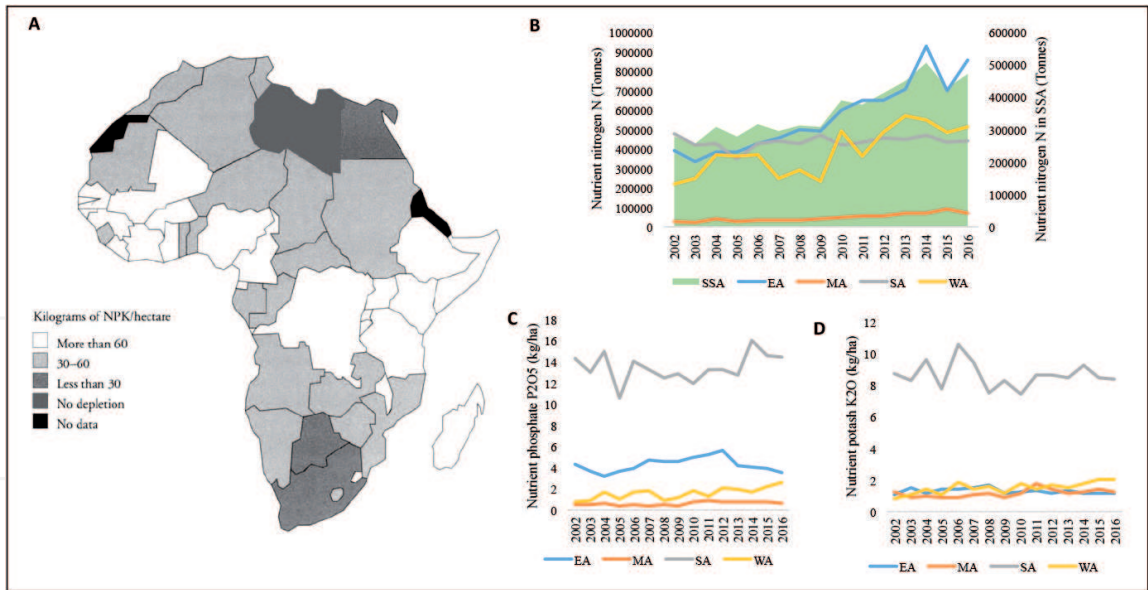 A
Kilograms of NPK/hectare
More than 60
30–60
Less than 30
No depletion
No data
B
Nutrient nitrogen N (Tonnes)
1000000
900000
800000
700000
600000
500000
400000
300000
200000
100000
0
600000
500000
400000
300000
200000
100000
0
Nutrient nitrogen N in SSA (Tonnes)
2002 2003 2004 2005 2006 2007 2008 2009 2010 2011 2012 2013 2014 2015 2016
SSA EA MA SA WA
C
Nutrient phosphate P2O5 (kg/ha)
18
16
14
12
10
8
6
4
2
0
2002 2003 2004 2005 2006 2007 2008 2009 2010 2011 2012 2013 2014 2015 2016
EA MA SA WA
D
Nutrient potash K2O (kg/ha)
12
10
8
6
4
2
0
2002 2003 2004 2005 2006 2007 2008 2009 2010 2011 2012 2013 2014 2015 2016
EA MA SA WA